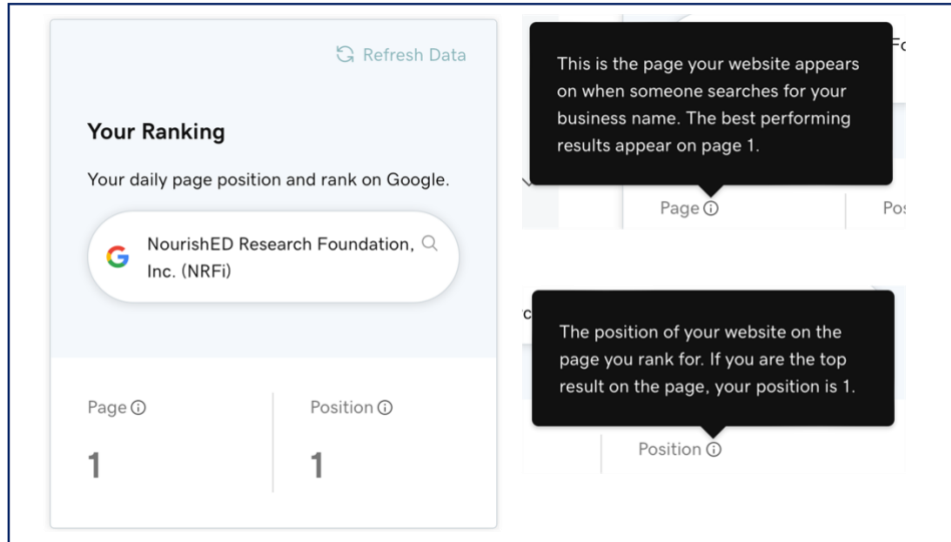 Refresh Data
Your Ranking
Your daily page position and rank on Google.
NourishED Research Foundation,
Inc. (NRFi)
Page
Position
1
1
This is the page your website appears
on when someone searches for your
business name. The best performing
results appear on page 1.
Page
The position of your website on the
page you rank for. If you are the top
result on the page, your position is 1.
Position